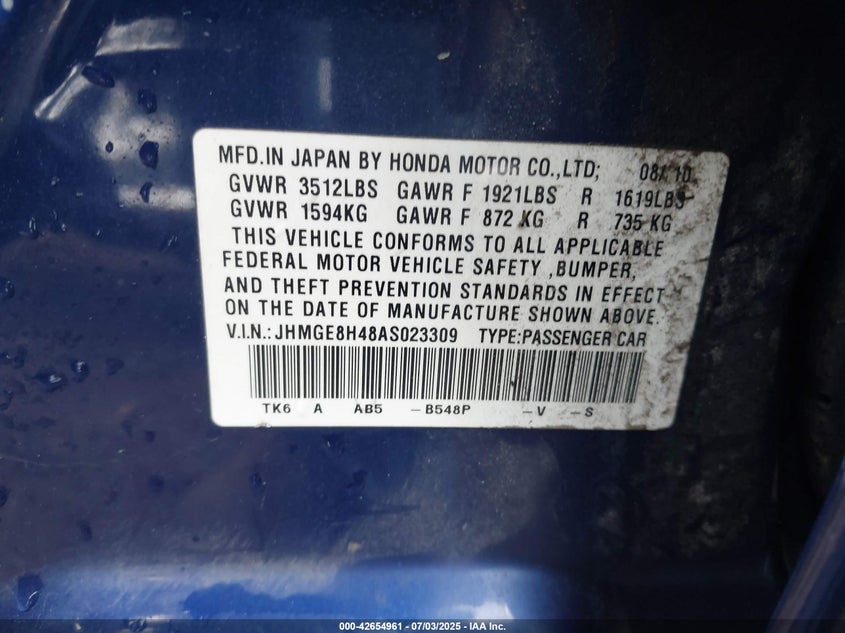 MFD.IN JAPAN BY HONDA MOTOR CO.,LTD; 08/ 10
GVWR 3512LBS GAWR F 1921LBS R 1619LBS
GVWR 1594KG GAWR F 872 KG R 735 KG
THIS VEHICLE CONFORMS TO ALL APPLICABLE
FEDERAL MOTOR VEHICLE SAFETY ,BUMPER,
AND THEFT PREVENTION STANDARDS IN EFFECT
ON THE DATE OF MANUFACTURE SHOWN ABOVE.
V.I.N.: JHMGE8H48AS023309 TYPE:PASSENGER CAR
TK6 A AB5 -B548P -V -S
000-42654961 - 07/03/2025 - IAA Inc.